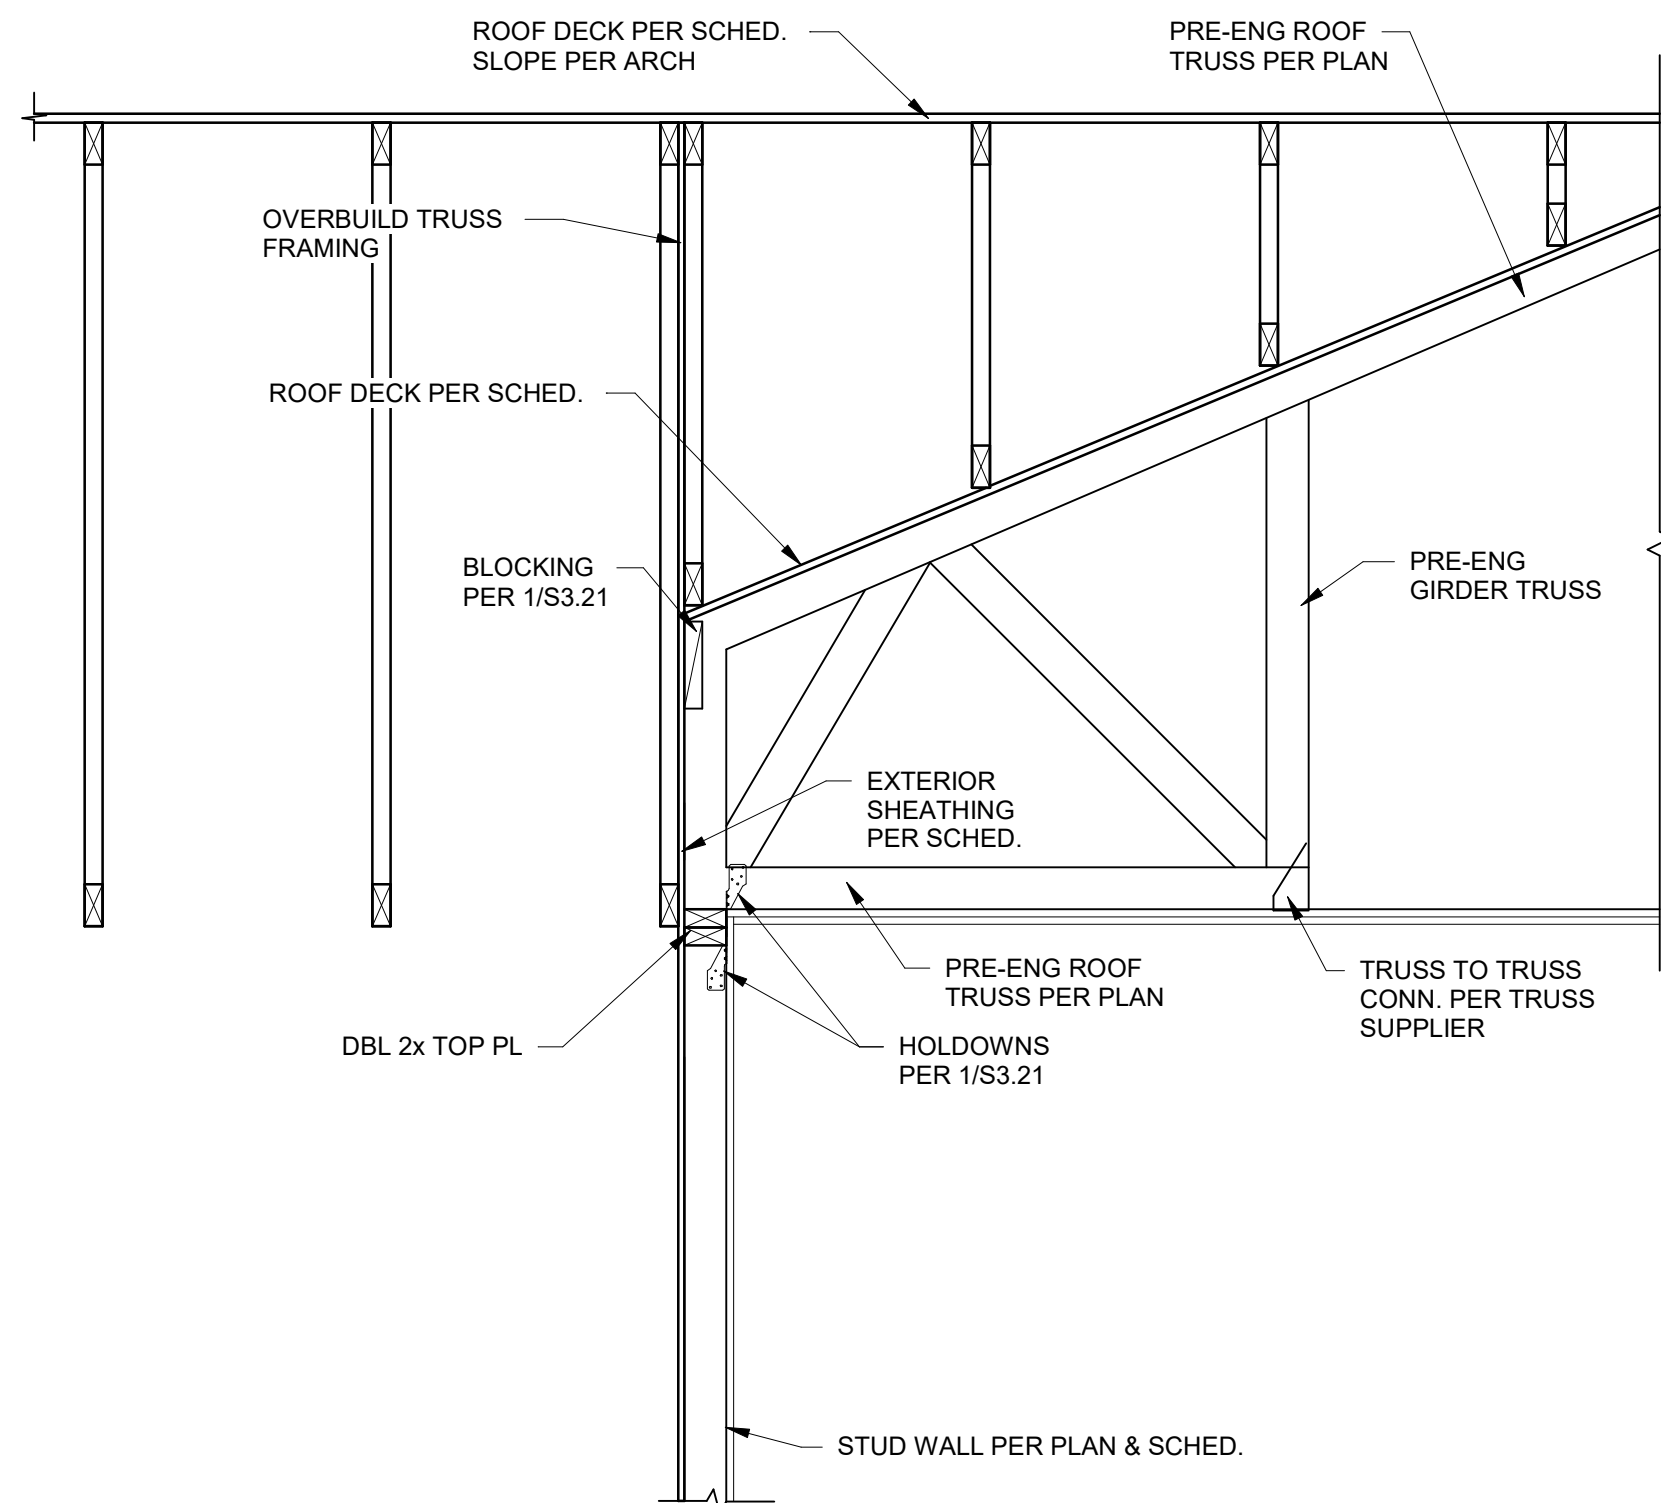 ROOF DECK PER SCHED.
SLOPE PER ARCH
PRE-ENG ROOF
TRUSS PER PLAN
OVERBUILD TRUSS
FRAMING
ROOF DECK PER SCHED.
BLOCKING
PER 1/S3.21
PRE-ENG
GIRDER TRUSS
EXTERIOR
SHEATHING
PER SCHED.
PRE-ENG ROOF
TRUSS PER PLAN
TRUSS TO TRUSS
CONN. PER TRUSS
SUPPLIER
DBL 2x TOP PL
HOLDOWNS
PER 1/S3.21
STUD WALL PER PLAN & SCHED.